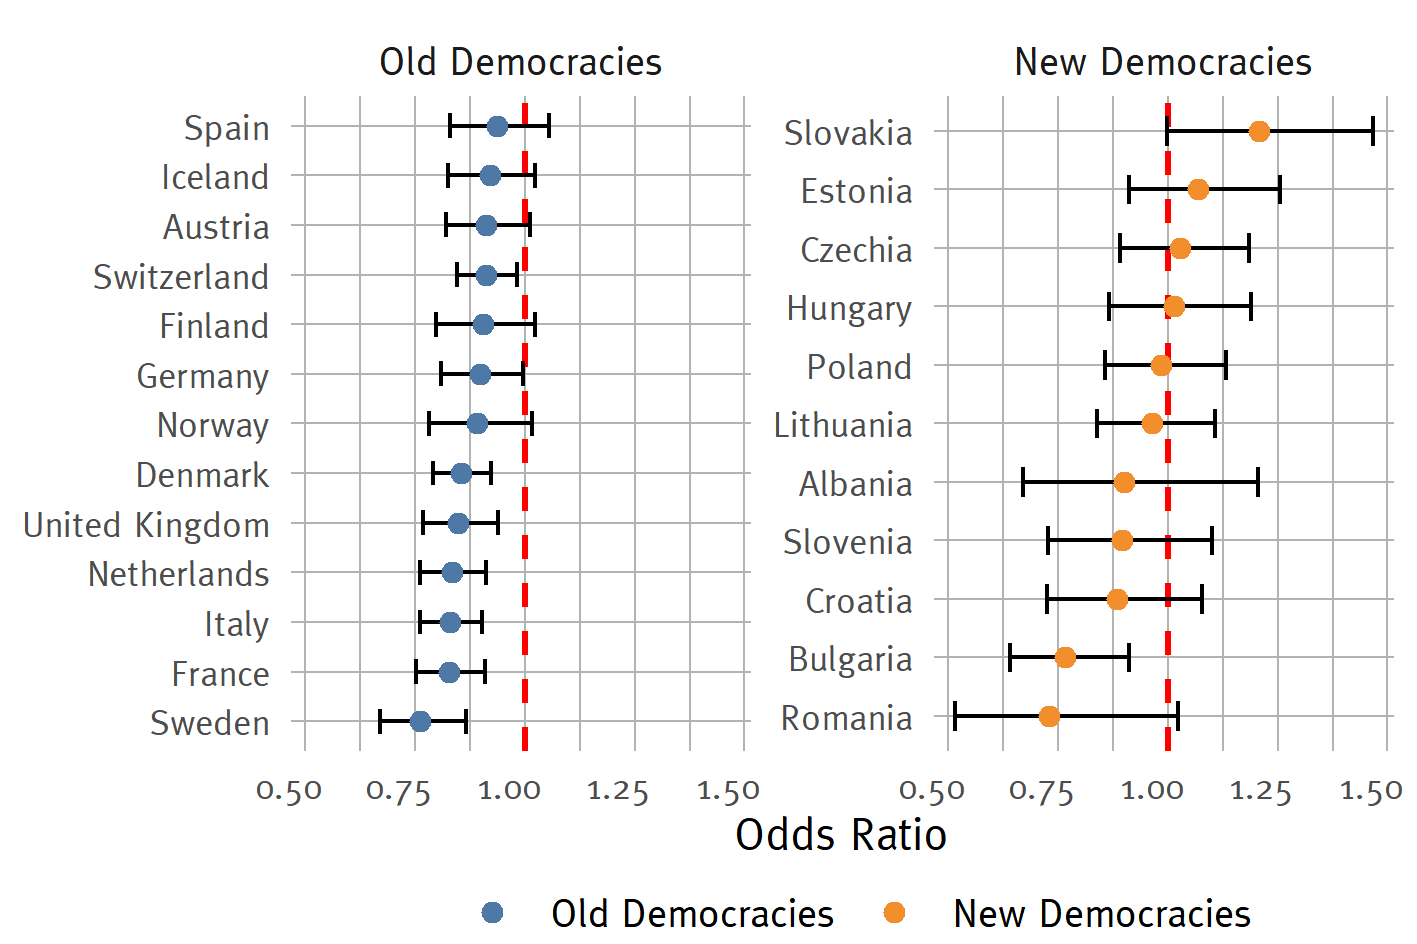 Old Democracies
New Democracies
Spain
Iceland
Austria
Switzerland
Finland
Germany
Norway
Denmark
United Kingdom
Netherlands
Italy
France
Sweden
Slovakia
Estonia
Czechia
Hungary
Poland
Lithuania
Albania
Slovenia
Croatia
Bulgaria
Romania
0.50 0.75 1.00 1.25 1.50
0.50 0.75 1.00 1.25 1.50
Odds Ratio
Old Democracies
New Democracies